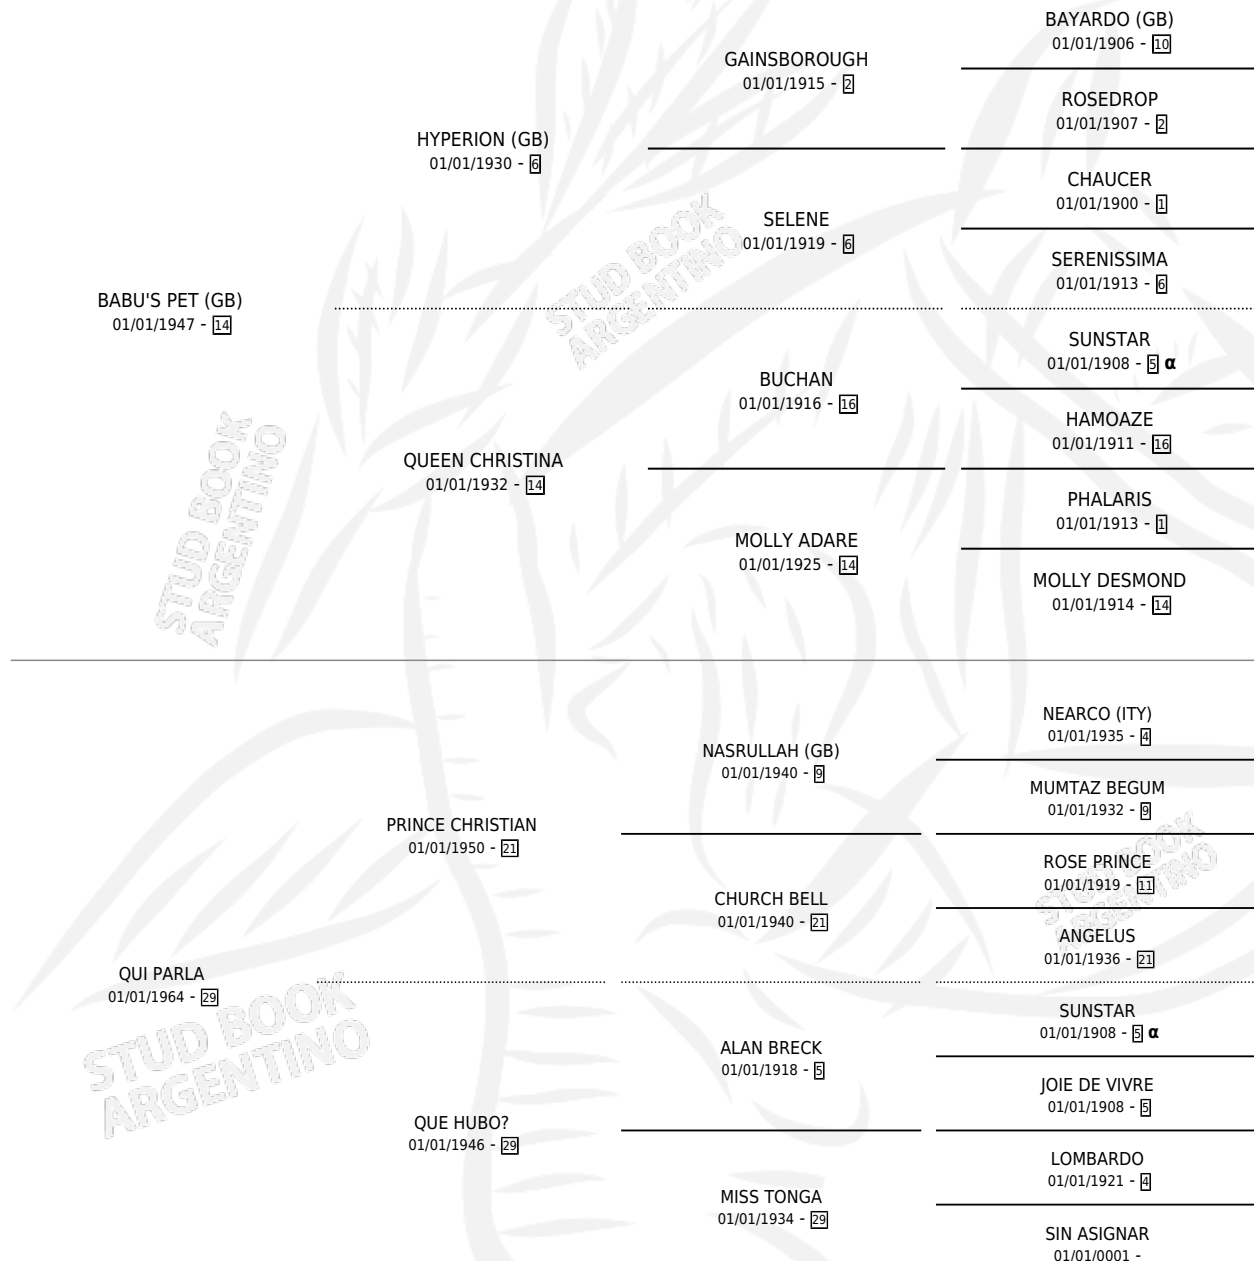 BABU'S PET (GB)
01/01/1947 - 14
HYPERION (GB)
01/01/1930 - 6
QUEEN CHRISTINA
01/01/1932 - 14
GAINSBOROUGH
01/01/1915 - 2
SELENE
01/01/1919 - 6
BUCHAN
01/01/1916 - 16
MOLLY ADARE
01/01/1925 - 14
BAYARDO (GB)
01/01/1906 - 10
ROSEDROP
01/01/1907 - 2
CHAUCER
01/01/1900 - 1
SERENISSIMA
01/01/1913 - 6
SUNSTAR
01/01/1908 - 5 α
HAMOAZE
01/01/1911 - 16
PHALARIS
01/01/1913 - 1
MOLLY DESMOND
01/01/1914 - 14
QUI PARLA
01/01/1964 - 29
PRINCE CHRISTIAN
01/01/1950 - 21
QUE HUBO?
01/01/1946 - 29
NASRULLAH (GB)
01/01/1940 - 9
CHURCH BELL
01/01/1940 - 21
ALAN BRECK
01/01/1918 - 5
MISS TONGA
01/01/1934 - 29
NEARCO (ITY)
01/01/1935 - 4
MUMTAZ BEGUM
01/01/1932 - 9
ROSE PRINCE
01/01/1919 - 11
ANGELUS
01/01/1936 - 21
SUNSTAR
01/01/1908 - 5 α
JOIE DE VIVRE
01/01/1908 - 5
LOMBARDO
01/01/1921 - 4
SIN ASIGNAR
01/01/0001 -
STUD BOOK
ARGENTINO
STUD BOOK
ARGENTINO
STUD BOOK
ARGENTINO
STUD BOOK
ARGENTINO